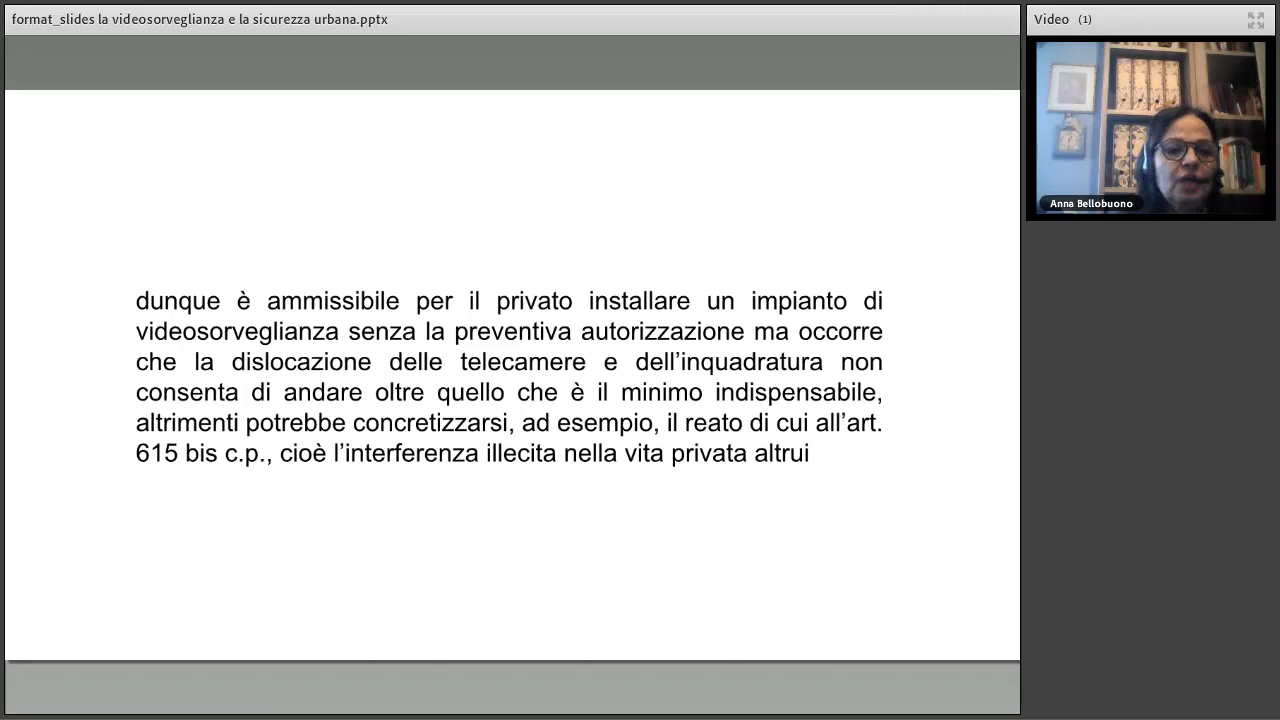 format_slides la videosorveglianza e la sicurezza urbana.pptx
Video (1)
Anna Bellobuono
dunque è ammissibile per il privato installare un impianto di
videosorveglianza senza la preventiva autorizzazione ma occorre
che la dislocazione delle telecamere e dell’inquadratura non
consenta di andare oltre quello che è il minimo indispensabile,
altrimenti potrebbe concretizzarsi, ad esempio, il reato di cui all’art.
615 bis c.p., cioè l’interferenza illecita nella vita privata altrui